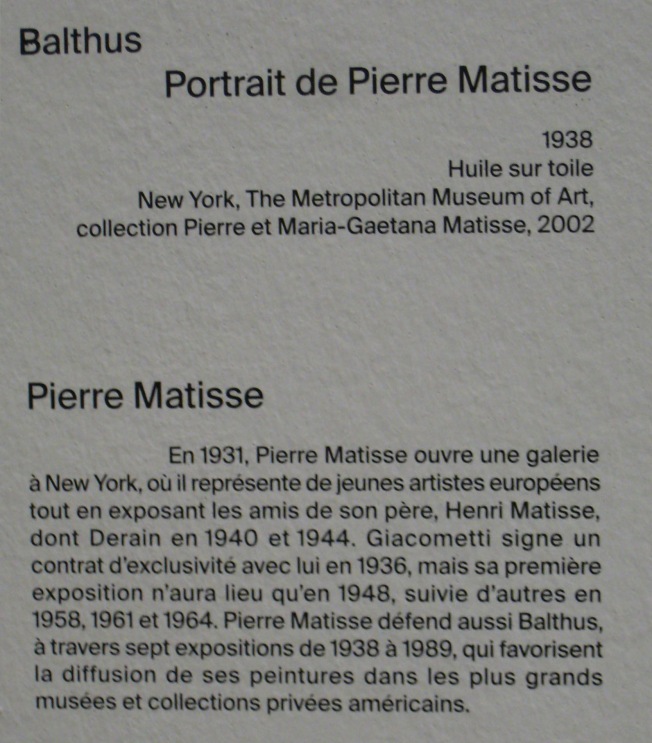 Balthus
Portrait de Pierre Matisse
1938
Huile sur toile
New York, The Metropolitan Museum of Art,
collection Pierre et Maria-Gaetana Matisse, 2002
Pierre Matisse
En 1931, Pierre Matisse ouvre une galerie
à New York, où il représente de jeunes artistes européens
tout en exposant les amis de son père, Henri Matisse,
dont Derain en 1940 et 1944. Giacometti signe un
contrat d'exclusivité avec lui en 1936, mais sa première
exposition n'aura lieu qu'en 1948, suivie d'autres en
1958, 1961 et 1964. Pierre Matisse défend aussi Balthus,
à travers sept expositions de 1938 à 1989, qui favorisent
la diffusion de ses peintures dans les plus grands
musées et collections privées américains.